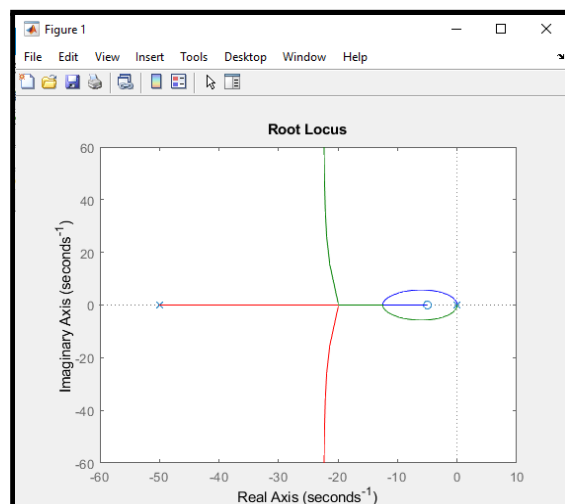 Figure 1
File Edit View Insert Tools Desktop Window Help
Root Locus
60
40
20
0
-20
-40
-60
Imaginary Axis (seconds-1)
-60 -50 -40 -30 -20 -10 0 10
Real Axis (seconds-1)